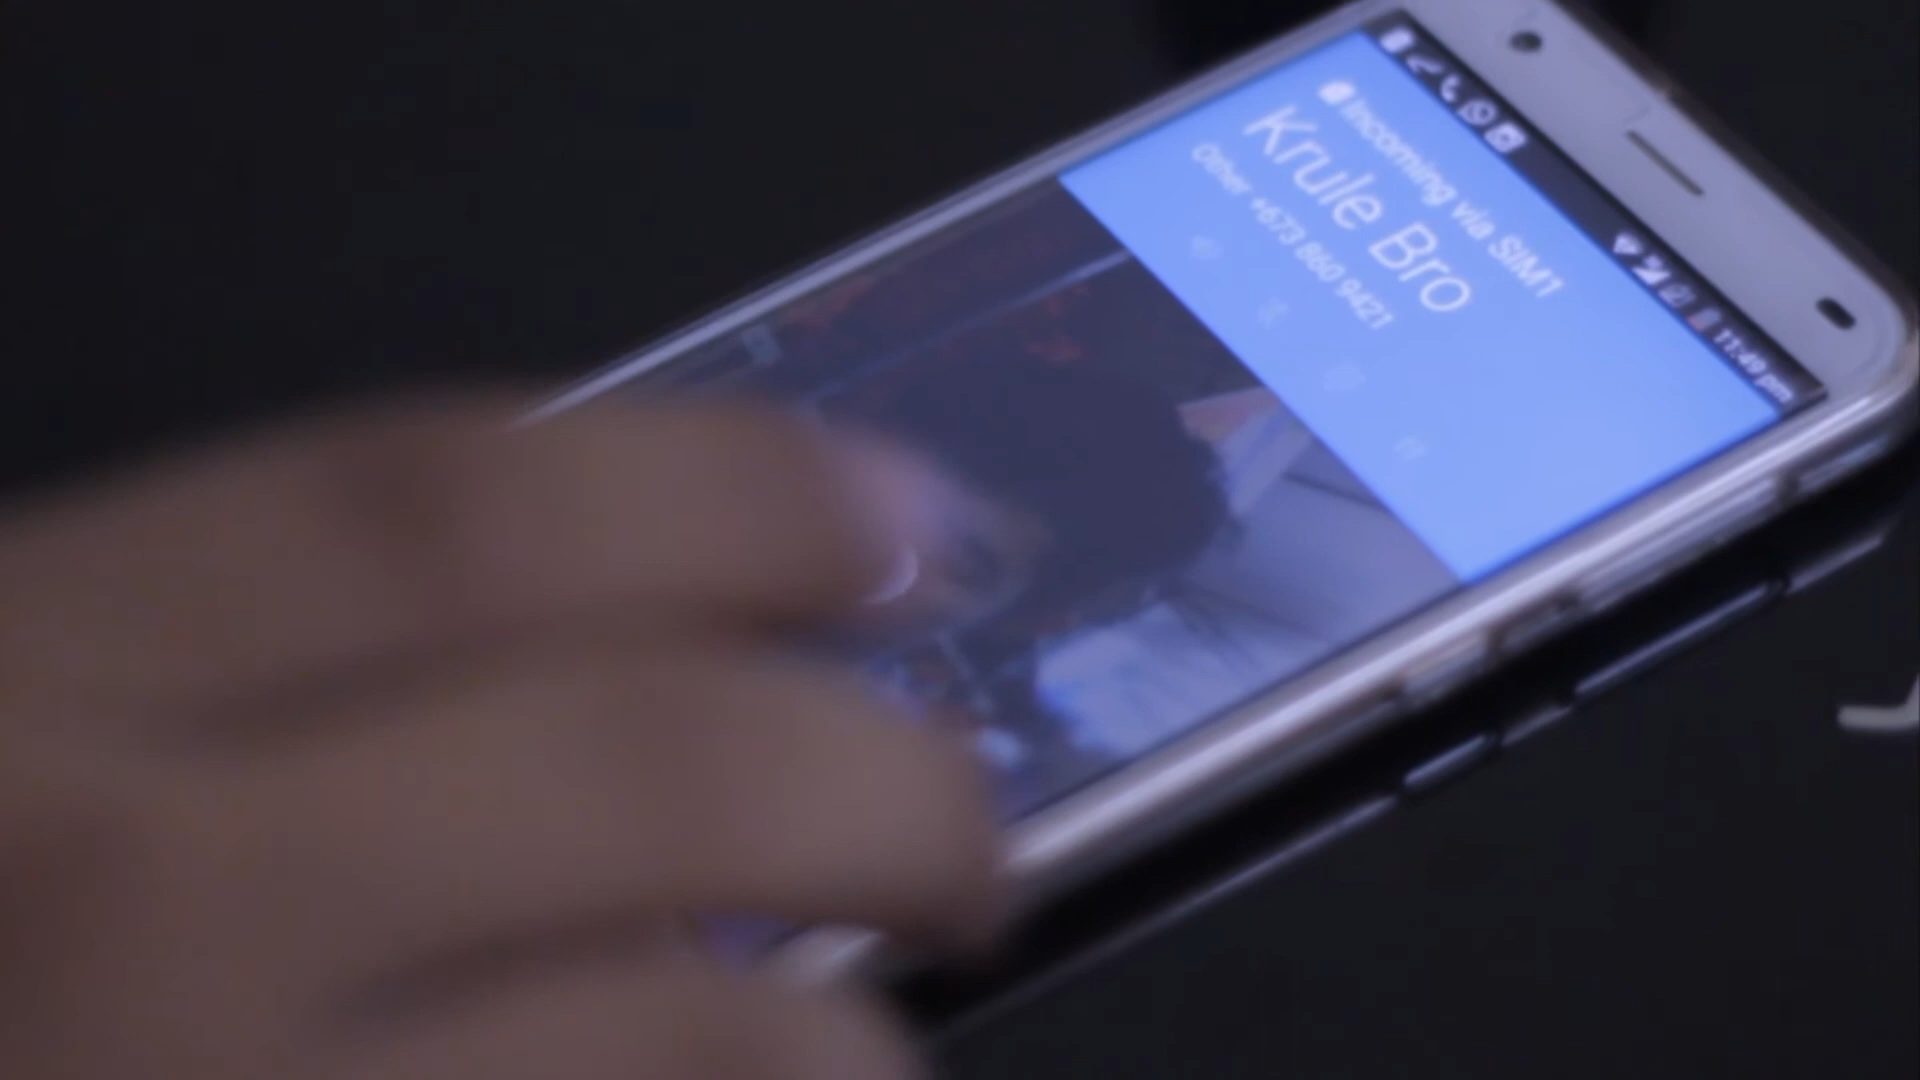 11:49 pm
Incoming via SIM1
Krule Bro
Other +673 860 9421